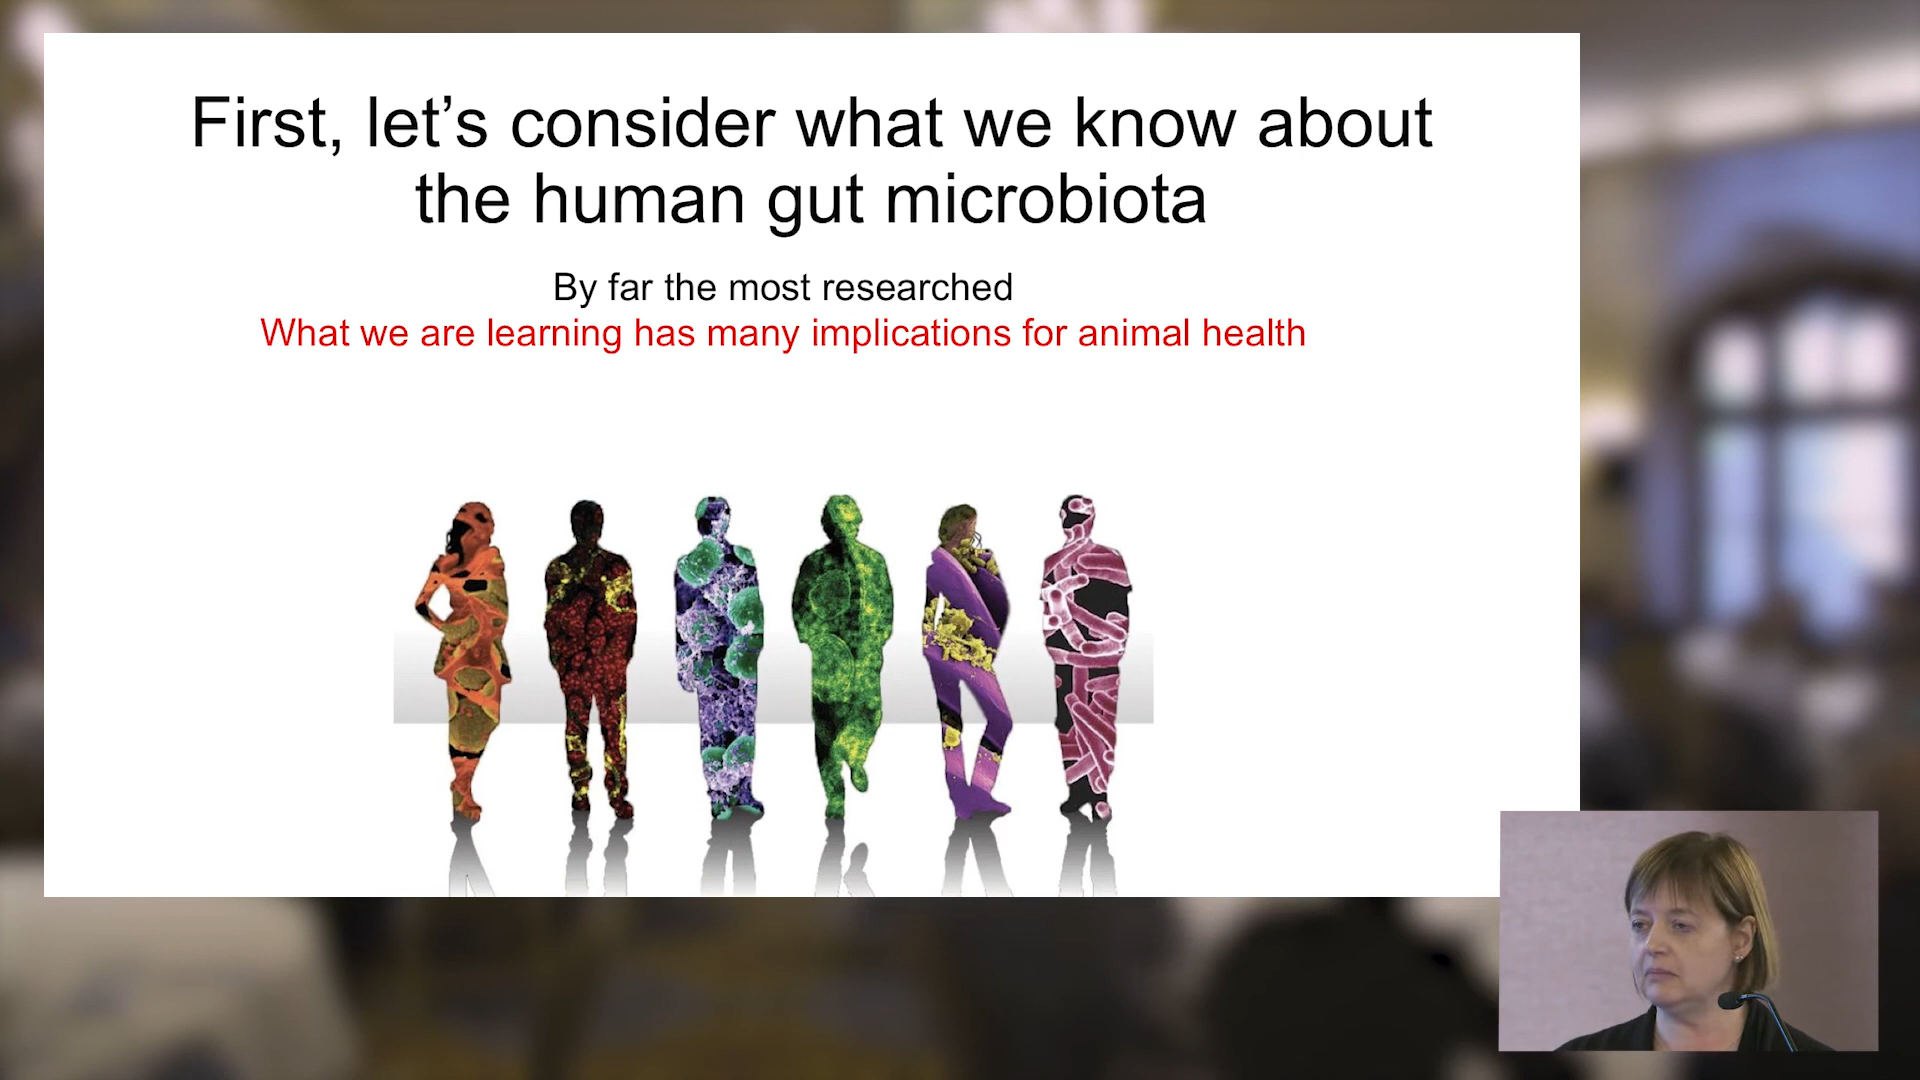 First, let’s consider what we know about
the human gut microbiota
By far the most researched
What we are learning has many implications for animal health